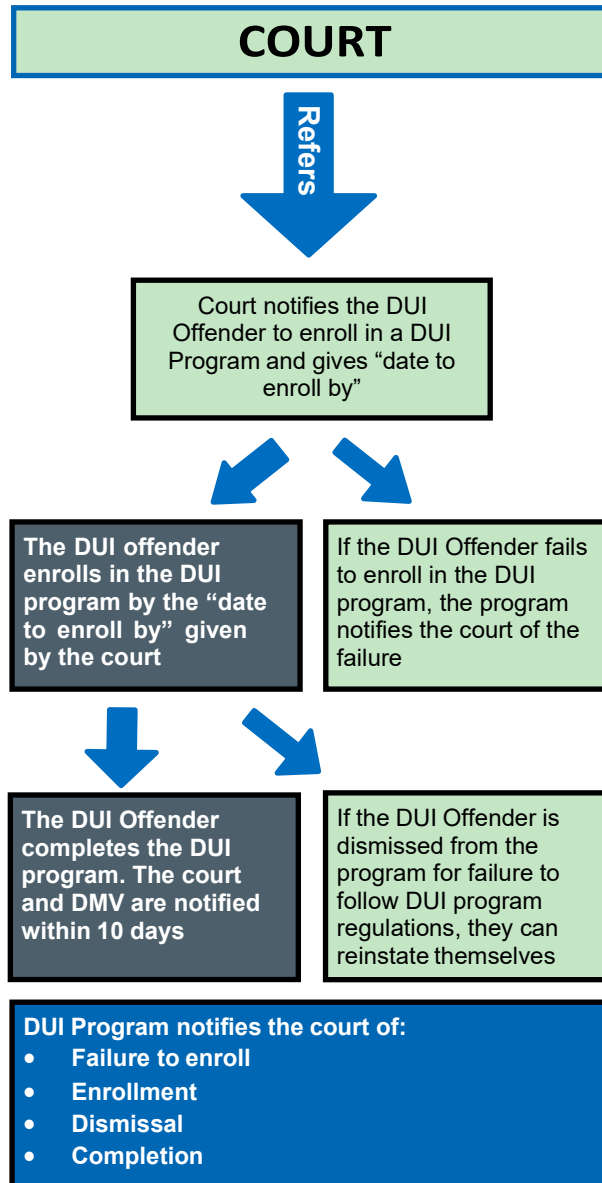 COURT
Refers
Court notifies the DUI
Offender to enroll in a DUI
Program and gives “date to
enroll by”
The DUI offender
enrolls in the DUI
program by the “date
to enroll by” given
by the court
If the DUI Offender fails
to enroll in the DUI
program, the program
notifies the court of the
failure
The DUI Offender
completes the DUI
program. The court
and DMV are notified
within 10 days
If the DUI Offender is
dismissed from the
program for failure to
follow DUI program
regulations, they can
reinstate themselves
DUI Program notifies the court of:
• Failure to enroll
• Enrollment
• Dismissal
• Completion